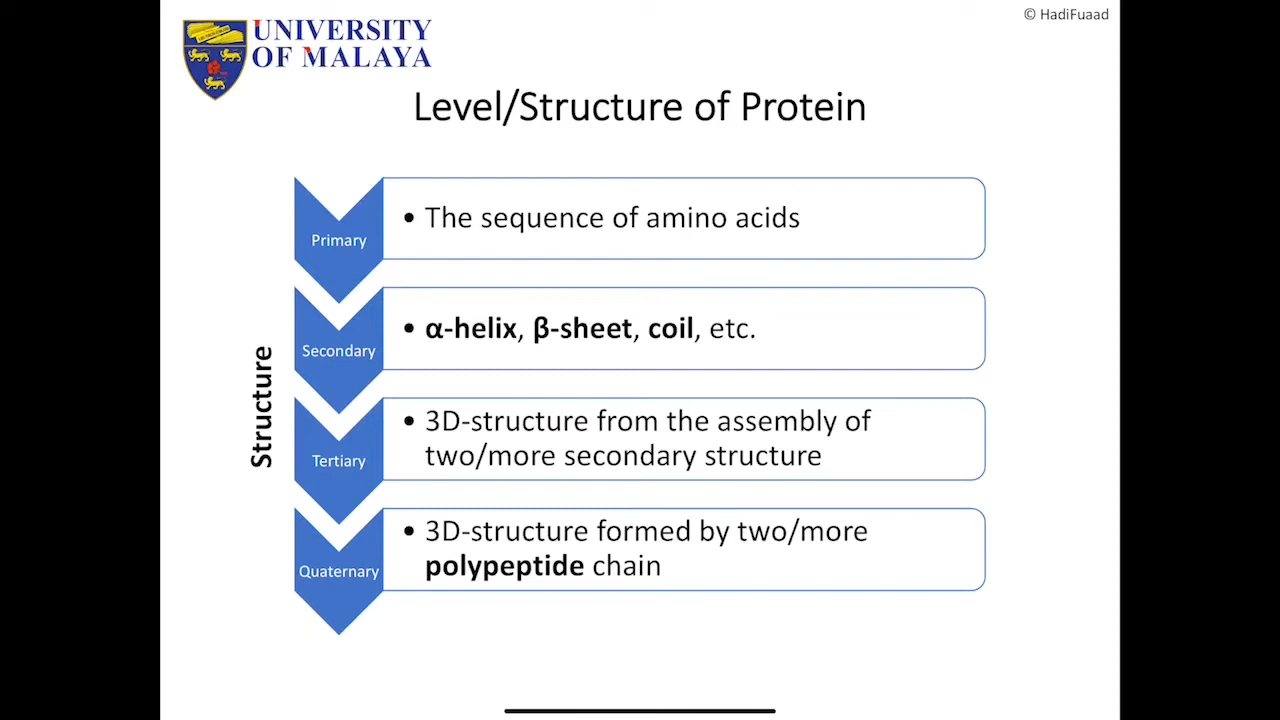 © HadiFuaad
UNIVERSITY
OF MALAYA
Level/Structure of Protein
Structure
Primary
• The sequence of amino acids
Secondary
• α-helix, β-sheet, coil, etc.
Tertiary
• 3D-structure from the assembly of
two/more secondary structure
Quaternary
• 3D-structure formed by two/more
polypeptide chain